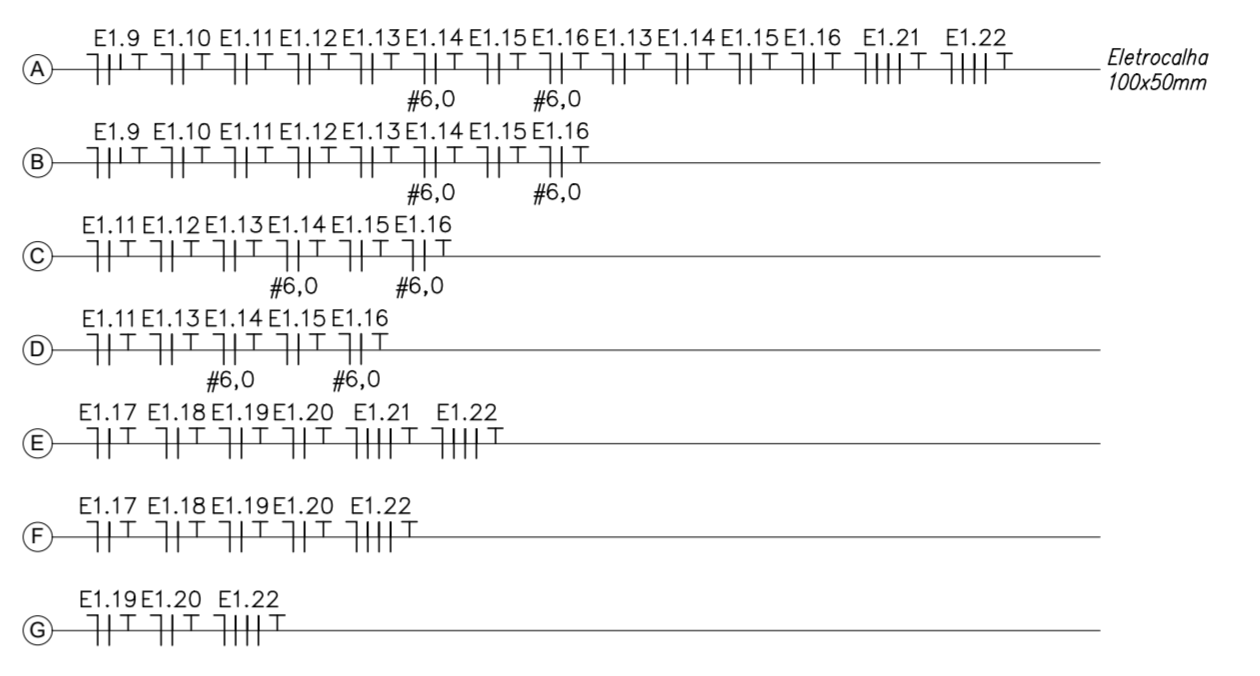 E1.9 E1.10 E1.11 E1.12 E1.13 E1.14 E1.15 E1.16 E1.13 E1.14 E1.15 E1.16 E1.21 E1.22
A
Eletrocalha
100x50mm
#6,0 #6,0
E1.9 E1.10 E1.11 E1.12 E1.13 E1.14 E1.15 E1.16
B
#6,0 #6,0
E1.11 E1.12 E1.13 E1.14 E1.15 E1.16
C
#6,0 #6,0
E1.11 E1.13 E1.14 E1.15 E1.16
D
#6,0 #6,0
E1.17 E1.18 E1.19 E1.20 E1.21 E1.22
E
E1.17 E1.18 E1.19 E1.20 E1.22
F
E1.19 E1.20 E1.22
G